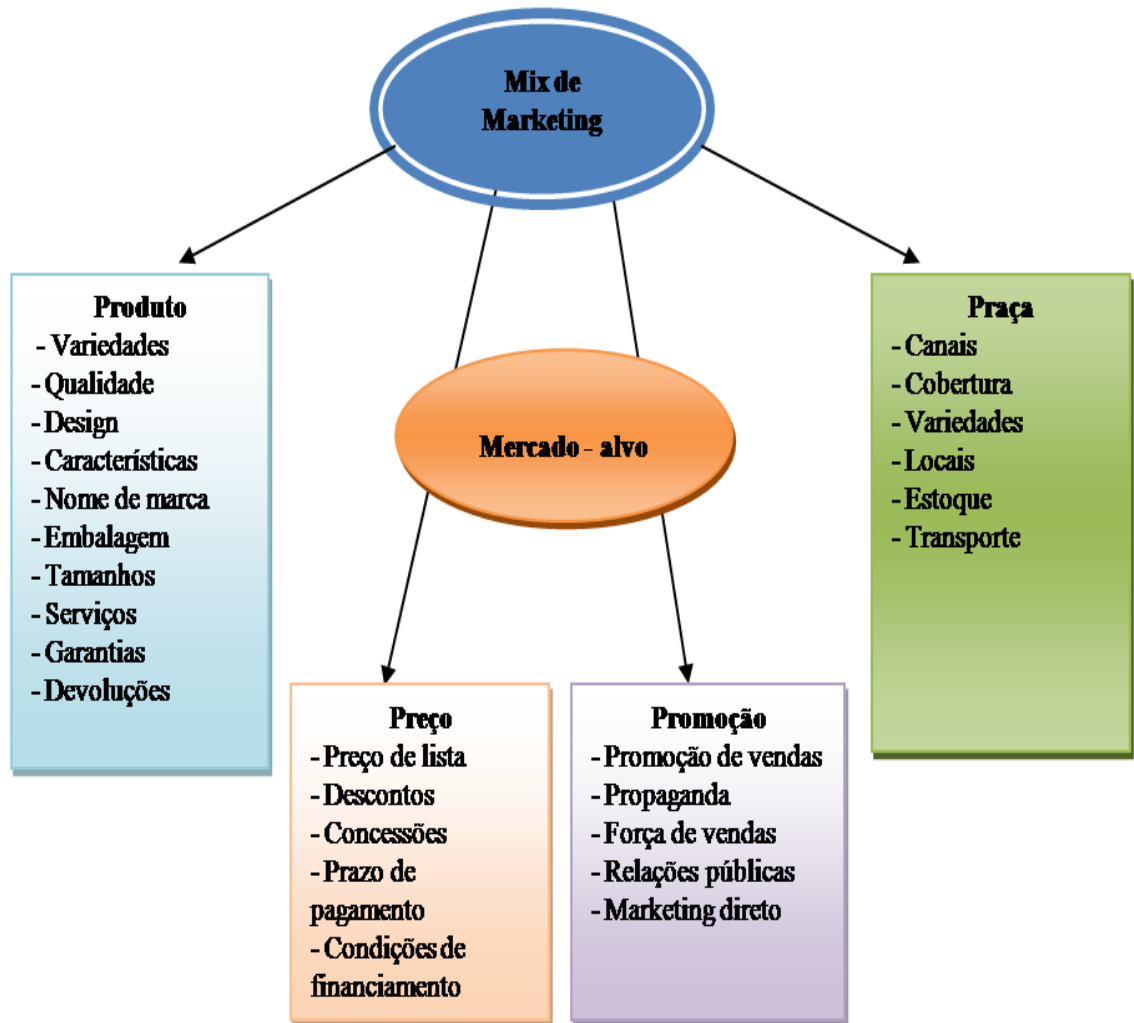 Mix de
Marketing
Produto
- Variedades
- Qualidade
- Design
- Características
- Nome de marca
- Embalagem
- Tamanhos
- Serviços
- Garantias
- Devoluções
Mercado - alvo
Praça
- Canais
- Cobertura
- Variedades
- Locais
- Estoque
- Transporte
Preço
- Preço de lista
- Descontos
- Concessões
- Prazo de
pagamento
- Condições de
financiamento
Promoção
- Promoção de vendas
- Propaganda
- Força de vendas
- Relações públicas
- Marketing direto